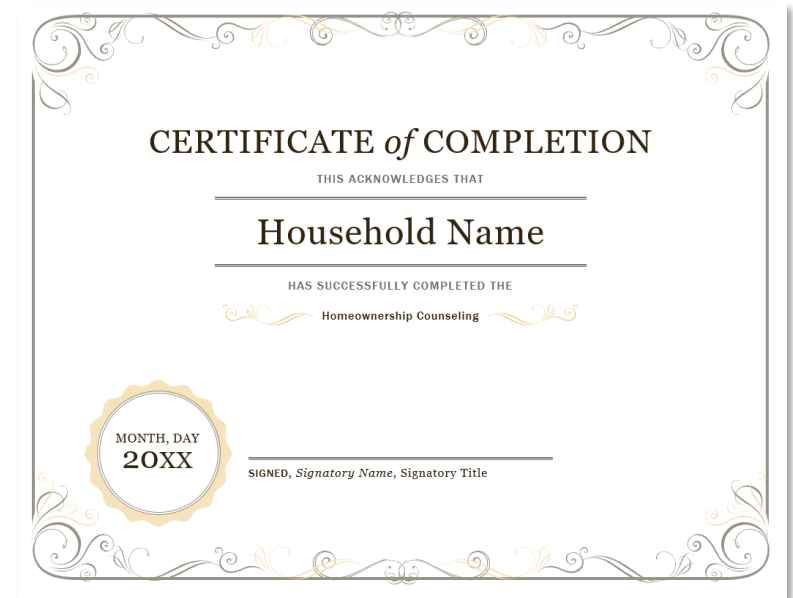 CERTIFICATE of COMPLETION
THIS ACKNOWLEDGES THAT
Household Name
HAS SUCCESSFULLY COMPLETED THE
Homeownership Counseling
MONTH, DAY
20XX
SIGNED, Signatory Name, Signatory Title